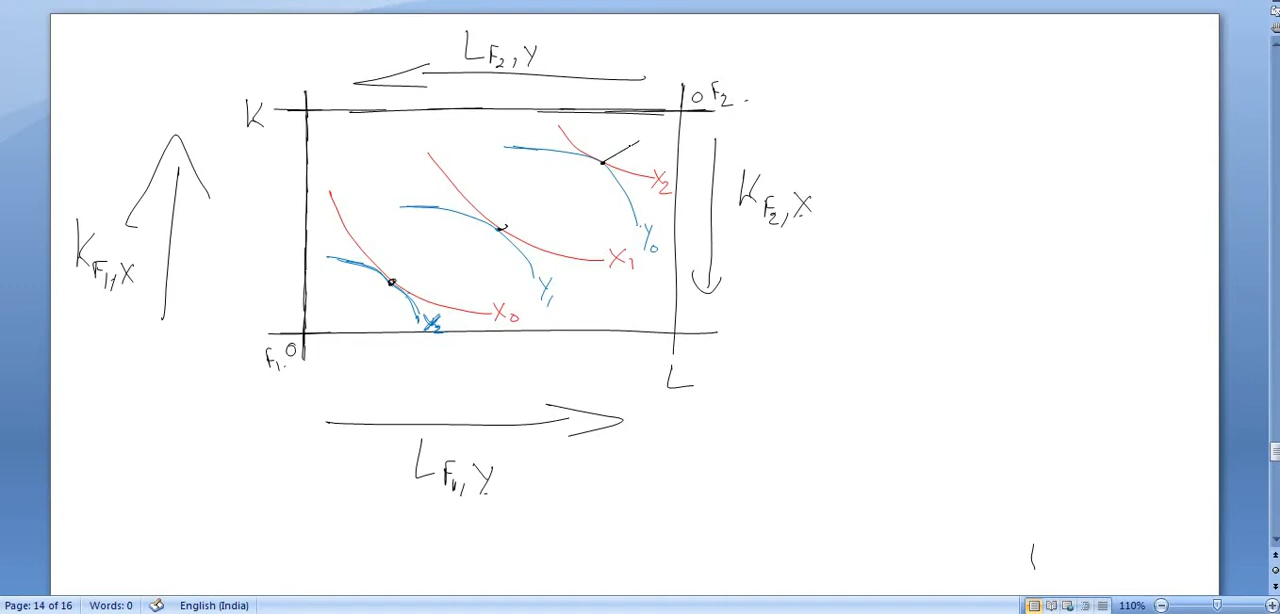 L F₂, Y
K
O F₂
X₂
K F₂, X
Y₀
K F₁, X
X₁
Y₁
X₀
Y₂
F₁ O
L
L F₁, Y
Page: 14 of 16 Words: 0 English (India) 110%